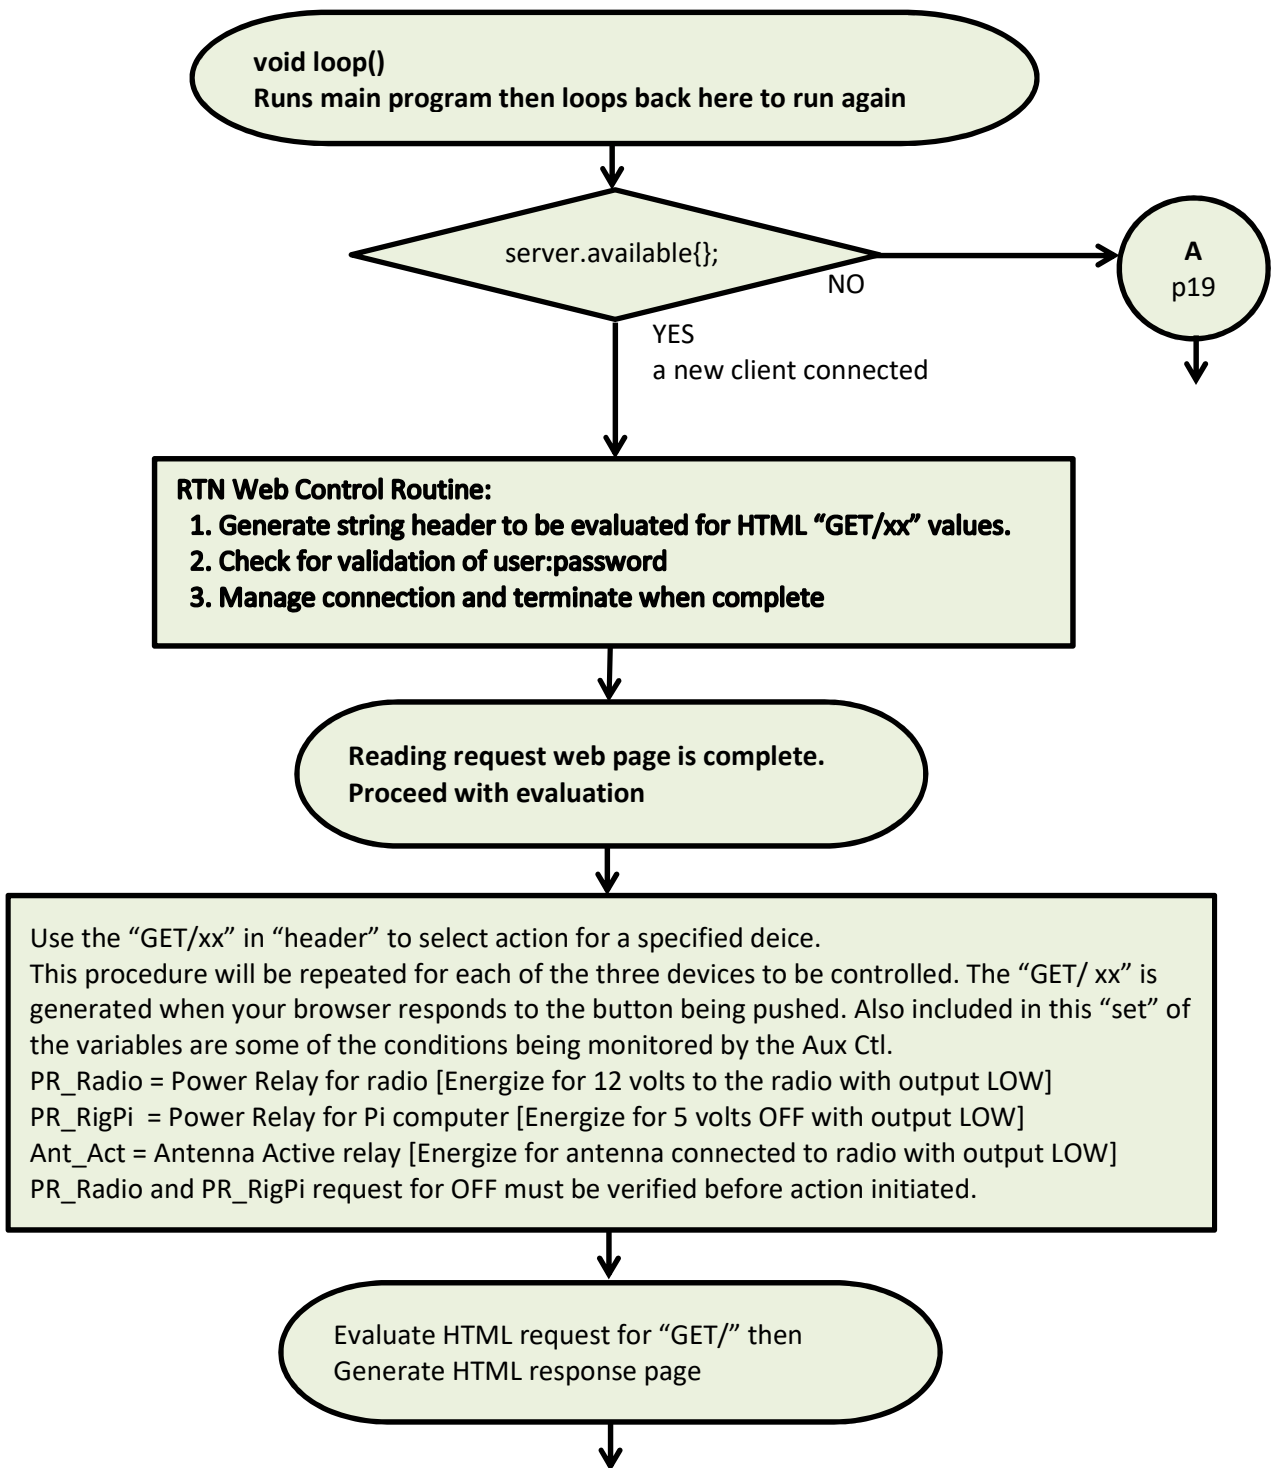 void loop()
Runs main program then loops back here to run again
server.available{};
NO
A
p19
YES
a new client connected
RTN Web Control Routine:
1. Generate string header to be evaluated for HTML “GET/xx” values.
2. Check for validation of user:password
3. Manage connection and terminate when complete
Reading request web page is complete.
Proceed with evaluation
Use the “GET/xx” in “header” to select action for a specified deice.
This procedure will be repeated for each of the three devices to be controlled. The “GET/ xx” is
generated when your browser responds to the button being pushed. Also included in this “set” of
the variables are some of the conditions being monitored by the Aux Ctl.
PR_Radio = Power Relay for radio [Energize for 12 volts to the radio with output LOW]
PR_RigPi  = Power Relay for Pi computer [Energize for 5 volts OFF with output LOW]
Ant_Act = Antenna Active relay [Energize for antenna connected to radio with output LOW]
PR_Radio and PR_RigPi request for OFF must be verified before action initiated.
Evaluate HTML request for “GET/” then
Generate HTML response page